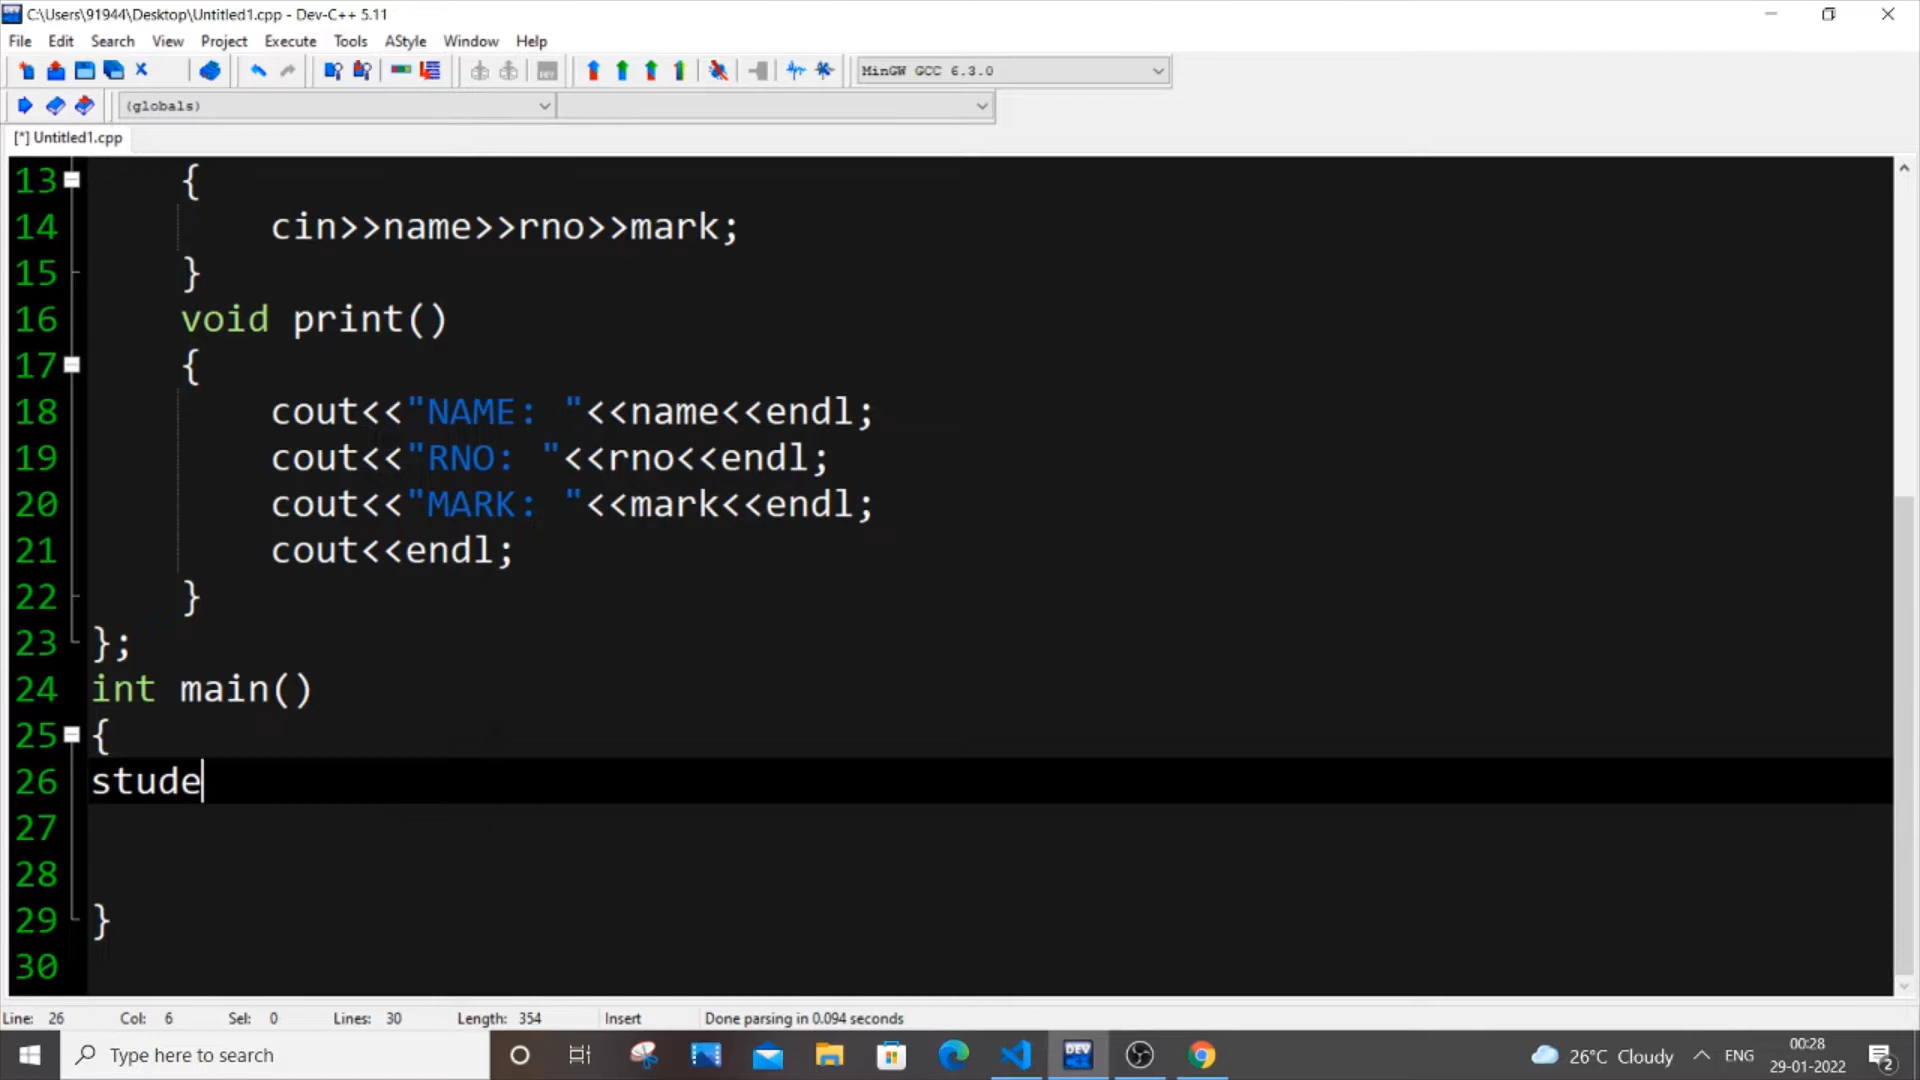 C:\Users\91944\Desktop\Untitled1.cpp - Dev-C++ 5.11
File Edit Search View Project Execute Tools AStyle Window Help
MinGW GCC 6.3.0
(globals)
[*] Untitled1.cpp
13 {
14 cin>>name>>rno>>mark;
15 }
16 void print()
17 {
18 cout<<"NAME: "<<name<<endl;
19 cout<<"RNO: "<<rno<<endl;
20 cout<<"MARK: "<<mark<<endl;
21 cout<<endl;
22 }
23 };
24 int main()
25 {
26 stude
27
28
29 }
30
Line: 26 Col: 6 Sel: 0 Lines: 30 Length: 354 Insert Done parsing in 0.094 seconds
Type here to search DEV 26°C Cloudy ENG 00:28
29-01-2022 2